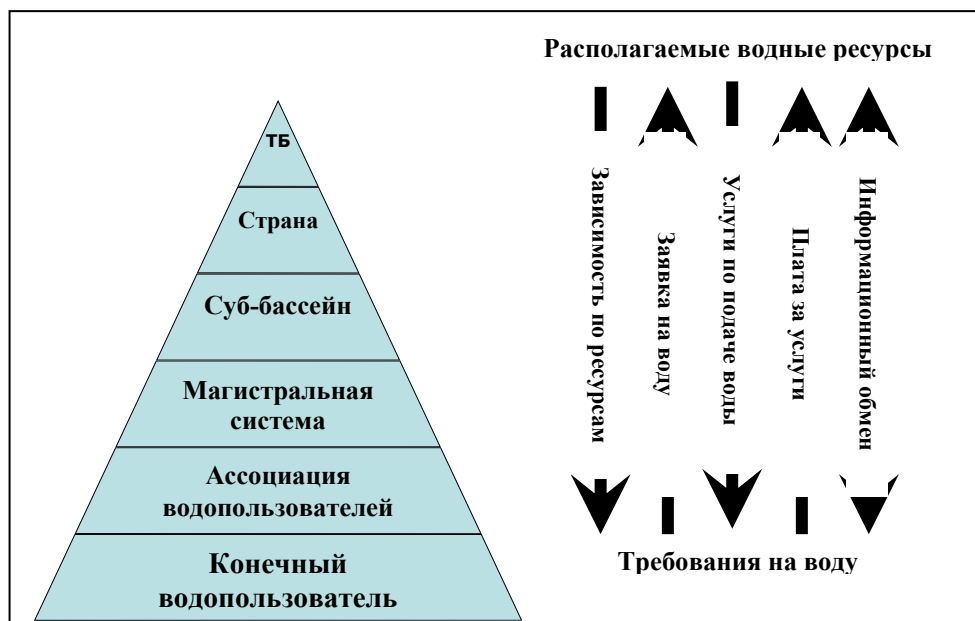 Располагаемые водные ресурсы
ТБ
Страна
Суб-бассейн
Магистральная
система
Ассоциация
водопользователей
Конечный
водопользователь
Зависимость по ресурсам
Заявка на воду
Услуги по подаче воды
Плата за услуги
Информационный обмен
Требования на воду